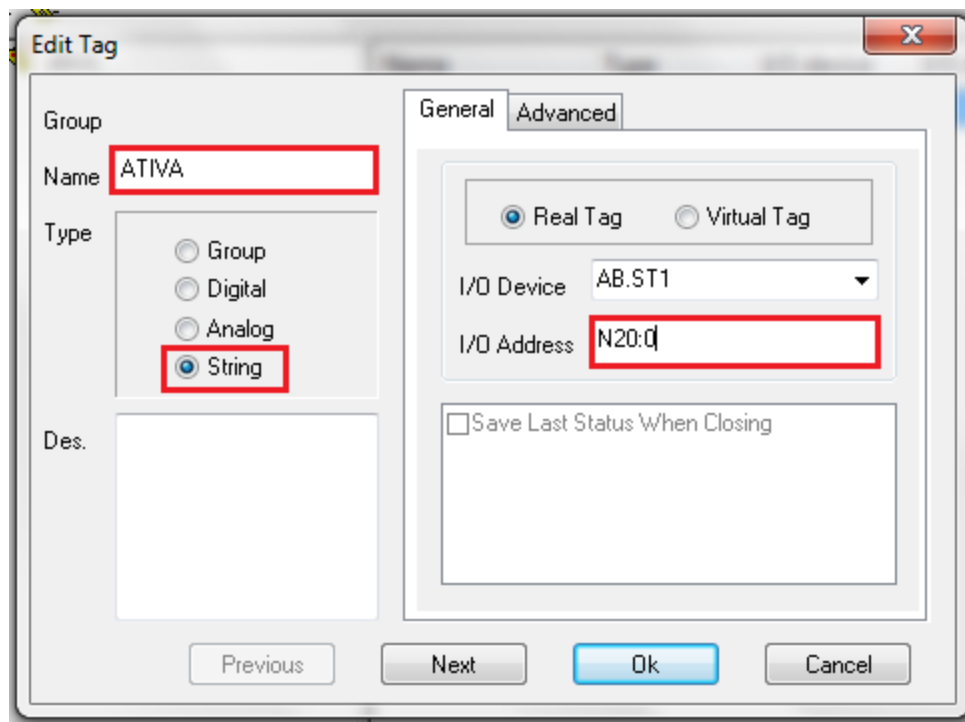 Edit Tag
Group
Name ATIVA
Type
Group
Digital
Analog
String
Des.
General Advanced
Real Tag Virtual Tag
I/O Device AB.ST1
I/O Address N20:0
Save Last Status When Closing
Previous Next Ok Cancel